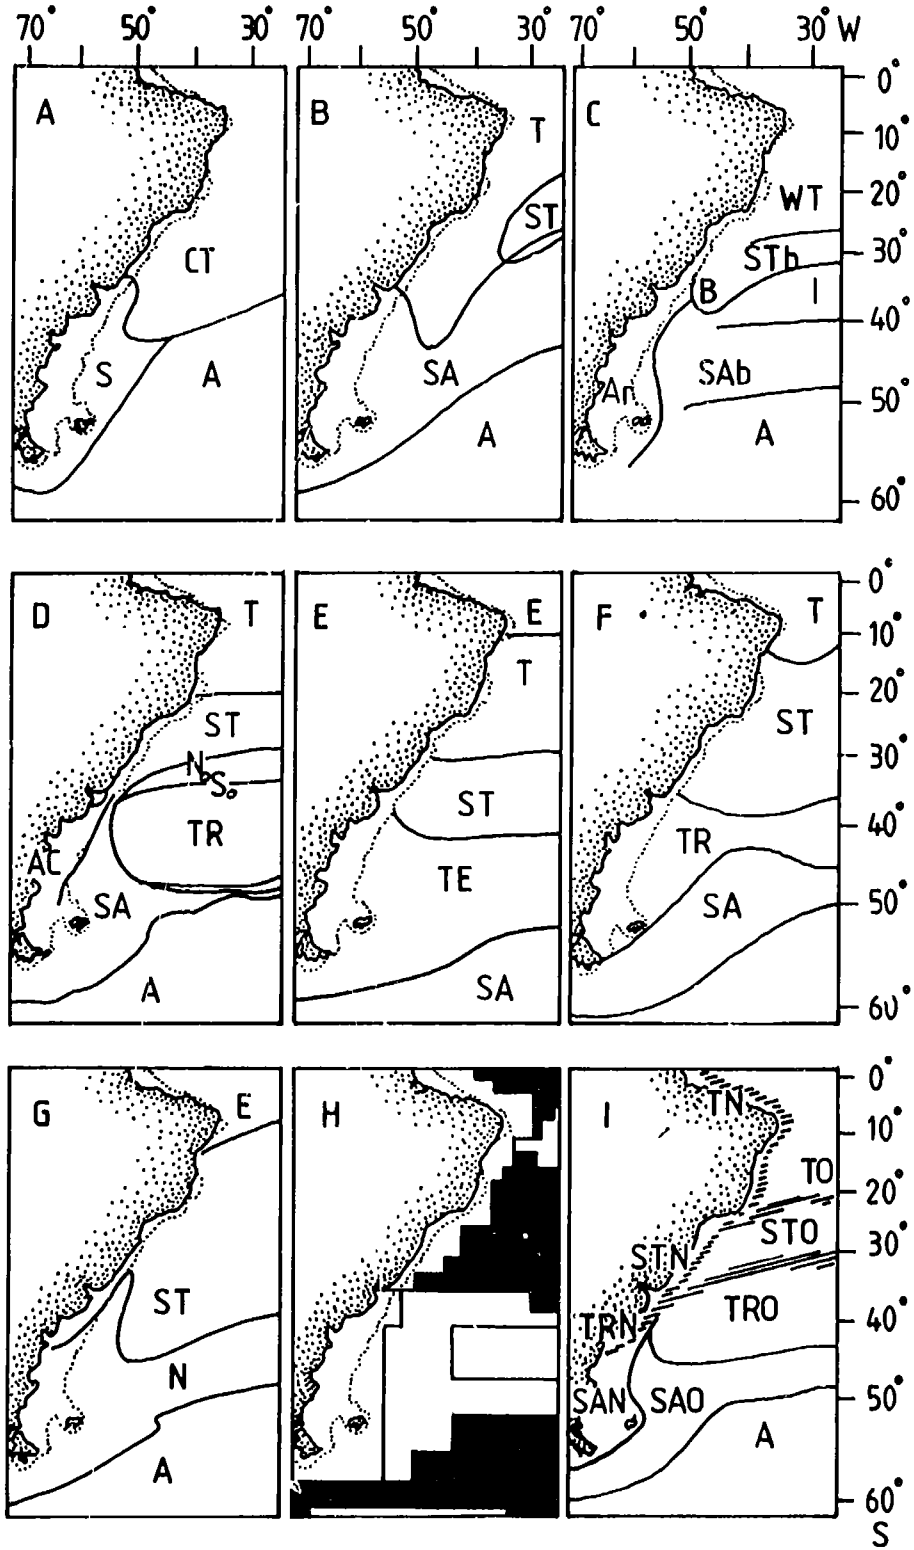 70° 50° 30° 70° 50° 30° 70° 50° 30° W
A B C 0°
T 10°
WT 20°
CT ST STb 30°
B I
40°
S A SA An SAb
50°
A A
60°
D T E E F T 0°
10°
T
ST ST 20°
N₀ S₀ 30°
ST
TR TR 40°
AC TE
SA SA 50°
A SA
60°
G E H I TN 0°
10°
TO
20°
STO
STN 30°
ST TRO
TRN 40°
N
SAN SAO 50°
A A
60°
S